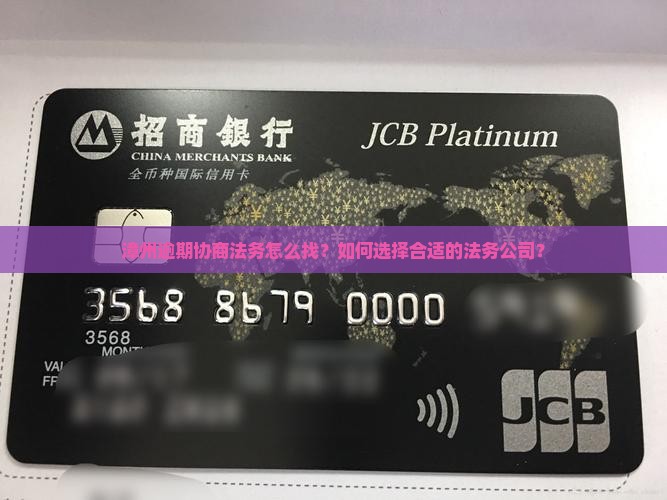 招商銀行
CHINA MERCHANTS BANK
全币种国际信用卡
JCB Platinum
州逾期协商法务怎么找？如何选择合适的法务公司？
3568 8679 0000
3568
JCB